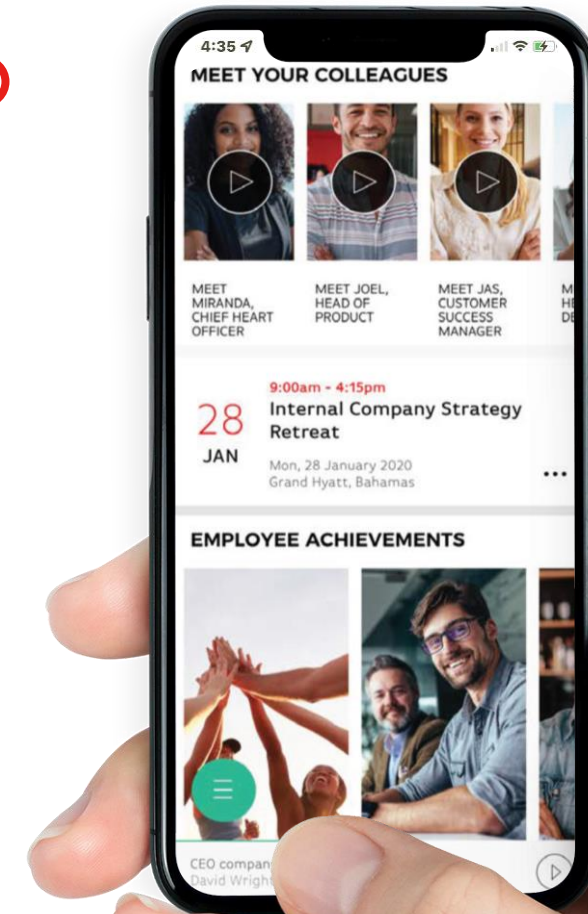 4:35
MEET YOUR COLLEAGUES
MEET
MIRANDA,
CHIEF HEART
OFFICER
MEET JOEL,
HEAD OF
PRODUCT
MEET JAS,
CUSTOMER
SUCCESS
MANAGER
M
HE
DE
9:00am - 4:15pm
28
JAN
Internal Company Strategy
Retreat
Mon, 28 January 2020
Grand Hyatt, Bahamas
EMPLOYEE ACHIEVEMENTS
CEO compan
David Wright